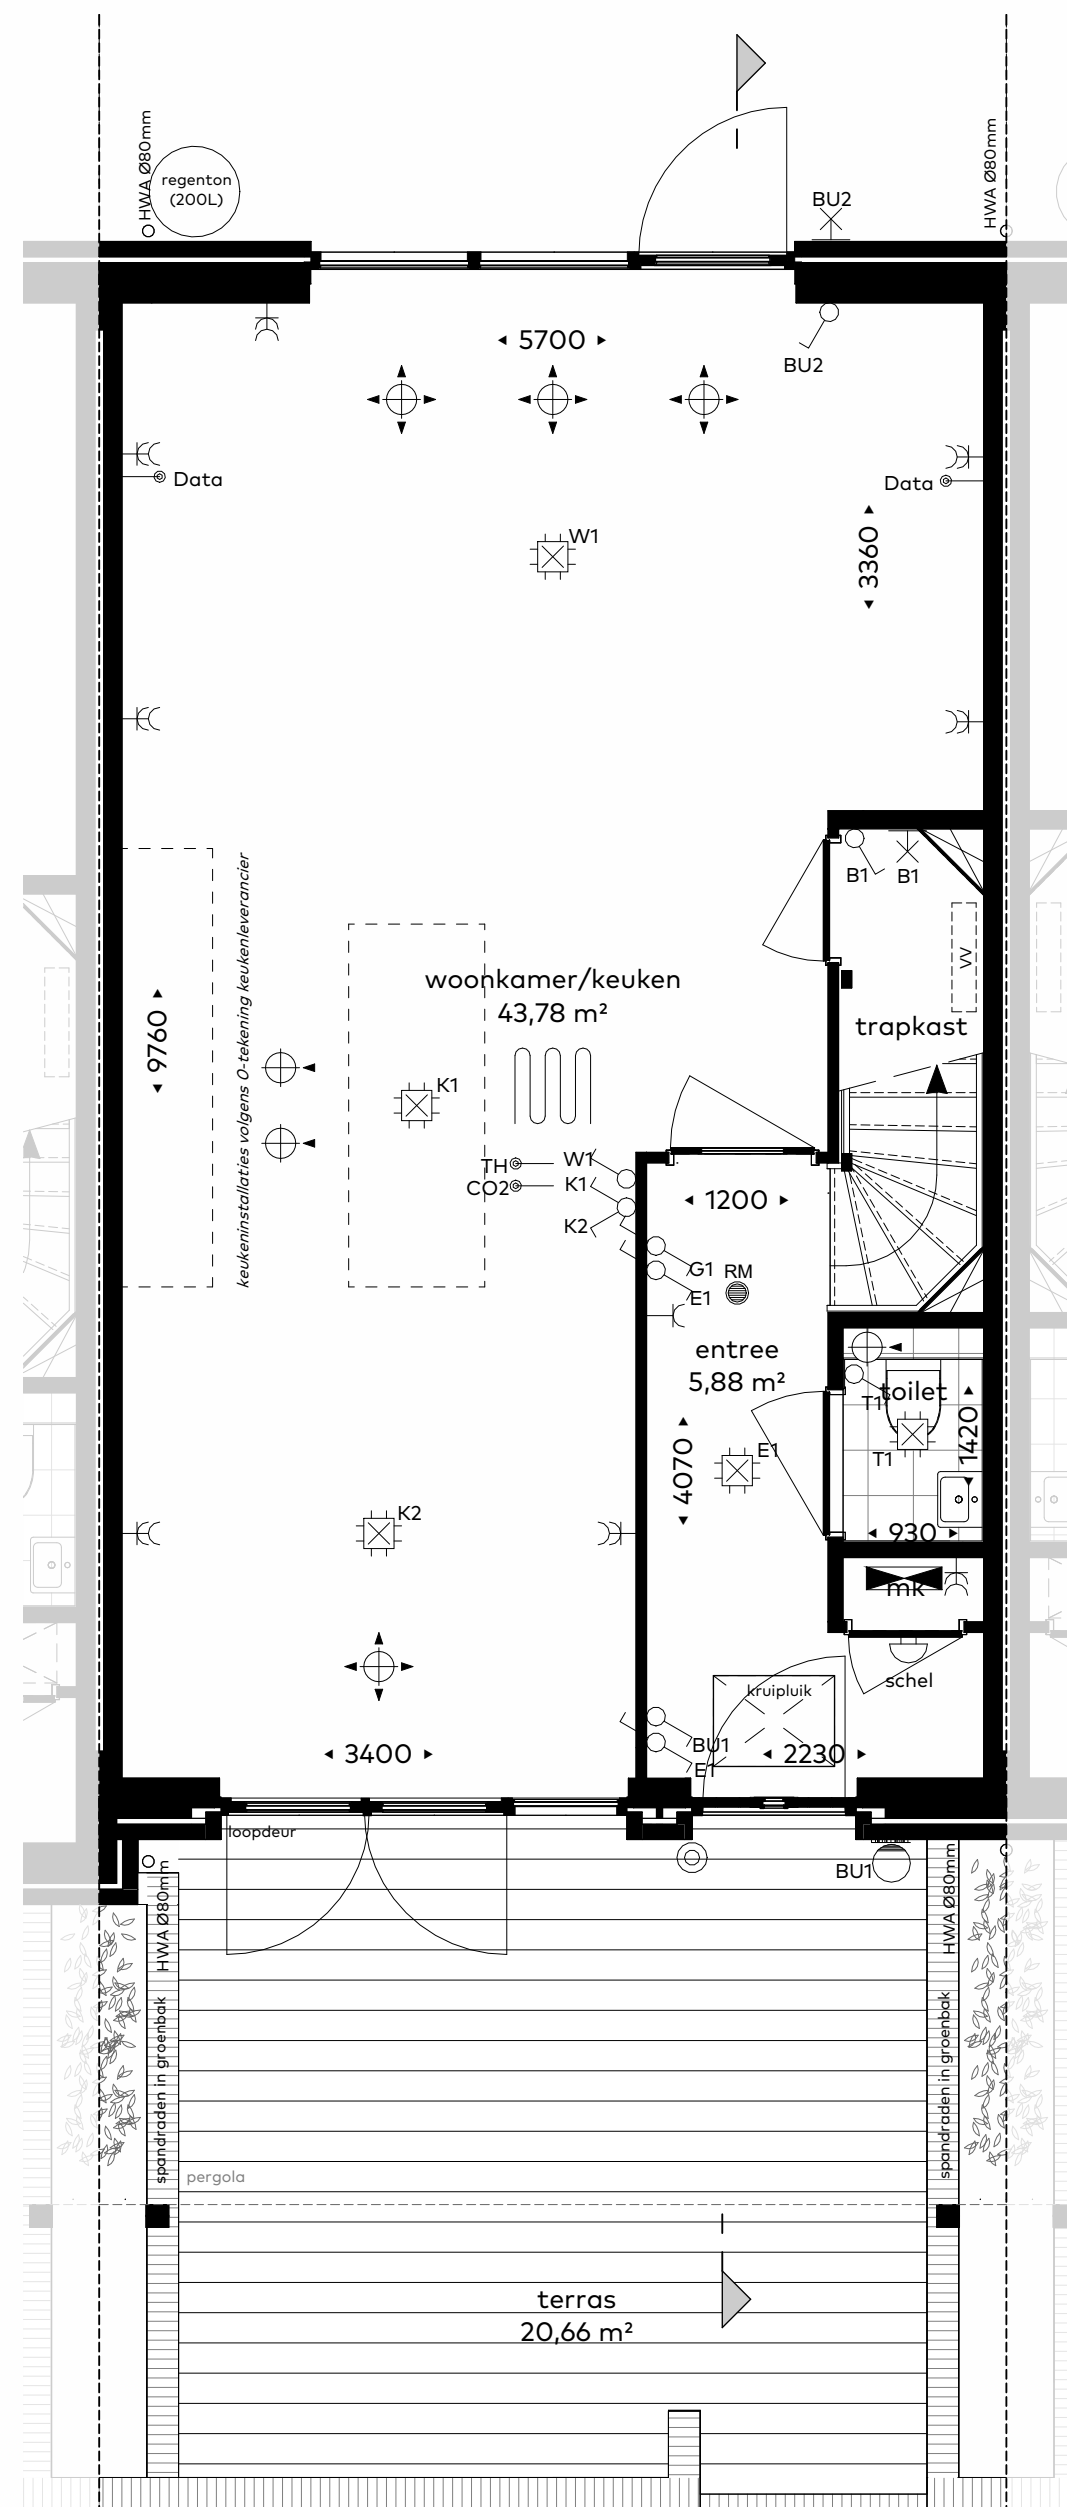 HWA Ø80mm
regenton
(200L)
HWA Ø80mm
BU2
5700
BU2
Data
Data
W1
3360
B1
B1
VV
keukeninstallaties volgens 0-tekening keukenleverancier
woonkamer/keuken
43,78 m²
9760
trapkast
K1
TH
W1
CO2
K1
K2
1200
G1
RM
E1
entree
5,88 m²
toilet
T1
T1
1420
4070
E1
930
K2
mk
schel
kruipluik
BU1
E1
3400
2230
loopdeur
BU1
HWA Ø80mm
HWA Ø80mm
spandraden in groenbak
spandraden in groenbak
pergola
terras
20,66 m²